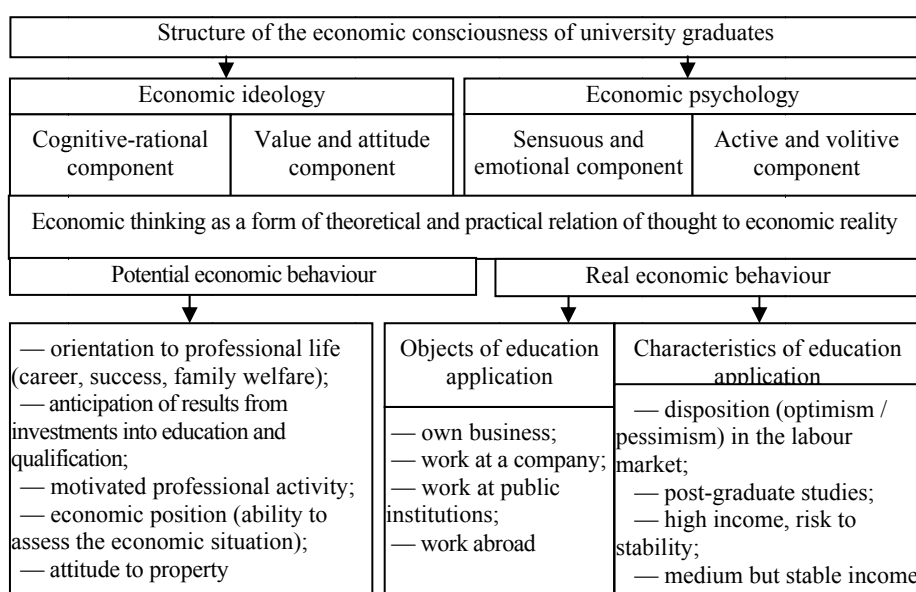 Structure of the economic consciousness of university graduates
Economic ideology
Economic psychology
Cognitive-rational
component
Value and attitude
component
Sensuous and
emotional component
Active and volitive
component
Economic thinking as a form of theoretical and practical relation of thought to economic reality
Potential economic behaviour
Real economic behaviour
— orientation to professional life
(career, success, family welfare);
— anticipation of results from
investments into education and
qualification;
— motivated professional activity;
— economic position (ability to
assess the economic situation);
— attitude to property
Objects of education
application
— own business;
— work at a company;
— work at public
institutions;
— work abroad
Characteristics of education
application
— disposition (optimism /
pessimism) in the labour
market;
— post-graduate studies;
— high income, risk to
stability;
— medium but stable income